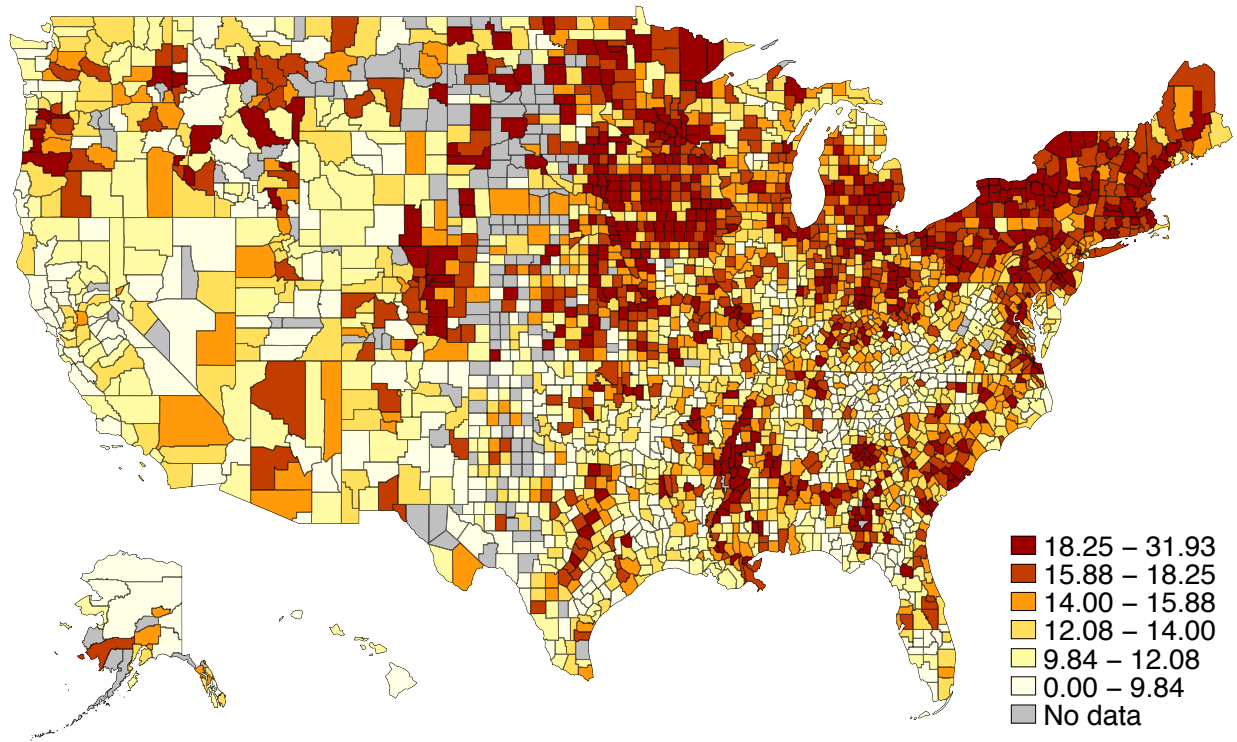 18.25 – 31.93
15.88 – 18.25
14.00 – 15.88
12.08 – 14.00
9.84 – 12.08
0.00 – 9.84
No data